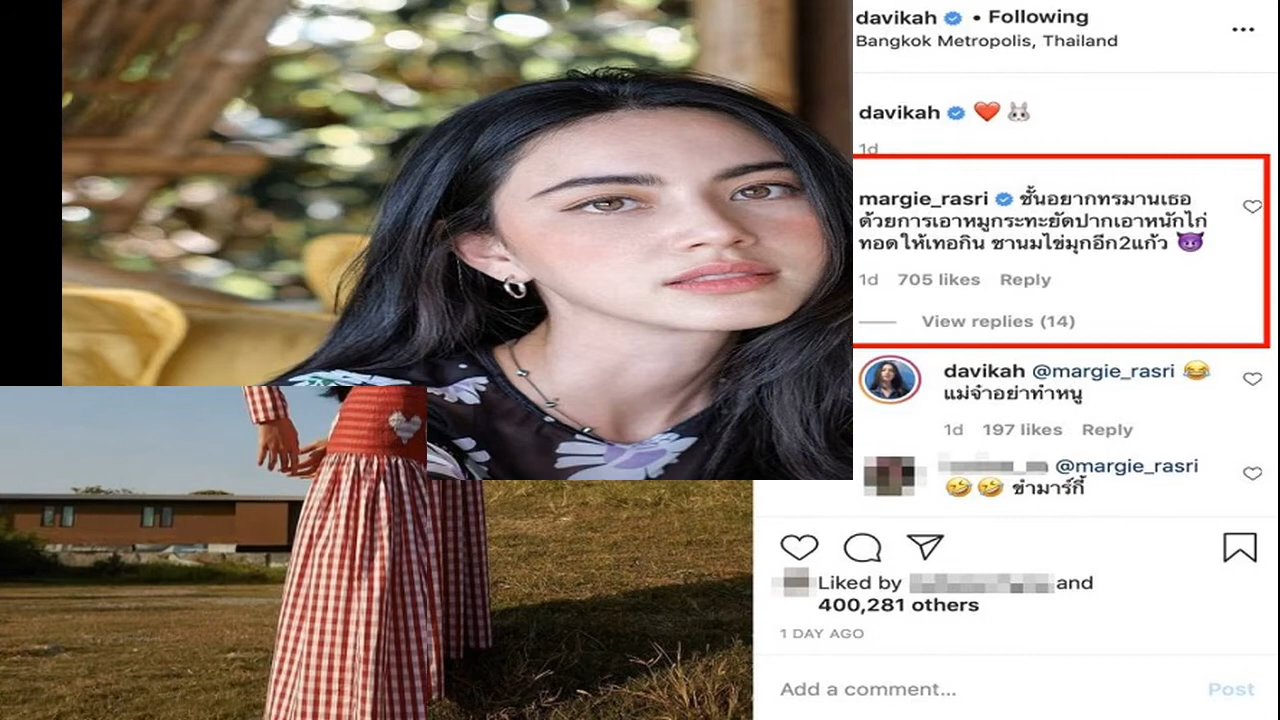 davikah • Following
Bangkok Metropolis, Thailand
davikah ❤️ 🐰
1d
margie_rasri ชั้นอยากทรมานเธอ
ด้วยการเอาหมูกระทะยัดปากเอาหนักไก่
ทอดให้เทอกิน ชานมไข่มุกอีก2แก้ว 😈
1d 705 likes Reply
View replies (14)
davikah @margie_rasri 😂
แม่จ๋าอย่าทำหนู
1d 197 likes Reply
@margie_rasri
🤣🤣 ขำมาร์กี้
Liked by and
400,281 others
1 DAY AGO
Add a comment... Post